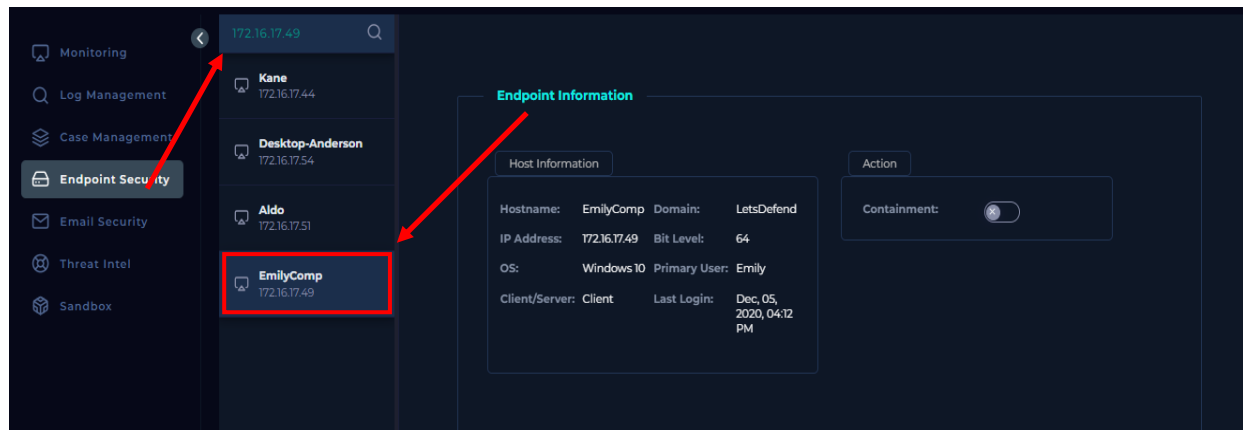 Monitoring
Log Management
Case Management
Endpoint Security
Email Security
Threat Intel
Sandbox
172.16.17.49
Kane
172.16.17.44
Desktop-Anderson
172.16.17.54
Aldo
172.16.17.51
EmilyComp
172.16.17.49
Endpoint Information
Host Information
Hostname: EmilyComp Domain: LetsDefend
IP Address: 172.16.17.49 Bit Level: 64
OS: Windows 10 Primary User: Emily
Client/Server: Client Last Login: Dec, 05,
2020, 04:12
PM
Action
Containment: